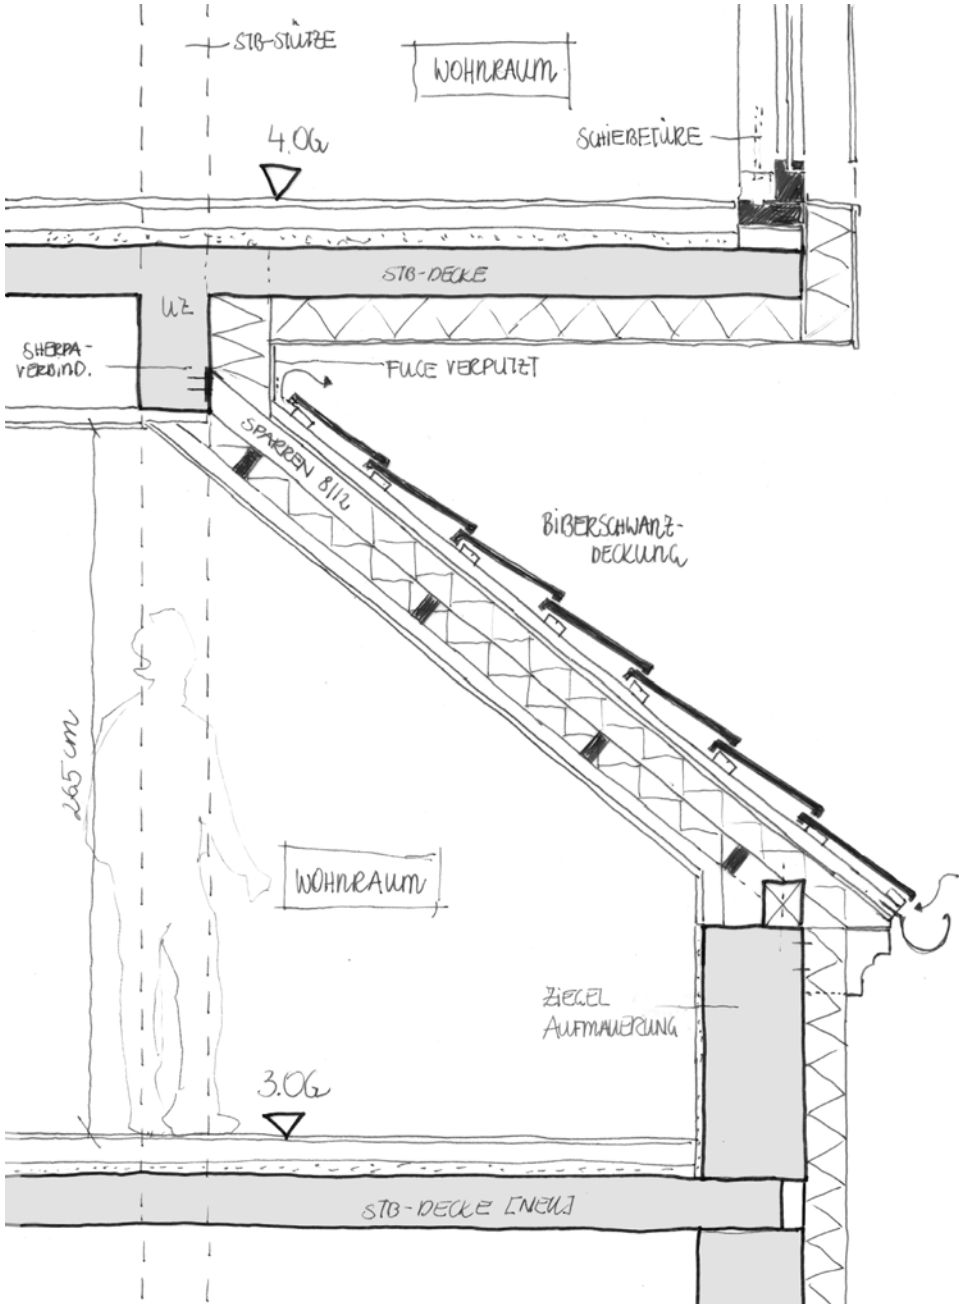 STB-STÜTZE
WOHNRAUM
SCHIEBETÜRE
4.OG
STB-DECKE
UZ
SHERPA-
VERBIND.
FUGE VERPUTZT
SPARREN 8/12
BIBERSCHWANZ-
DECKUNG
265 cm
WOHNRAUM
ZIEGEL
AUFMAUERUNG
3.OG
STB-DECKE [NEU]